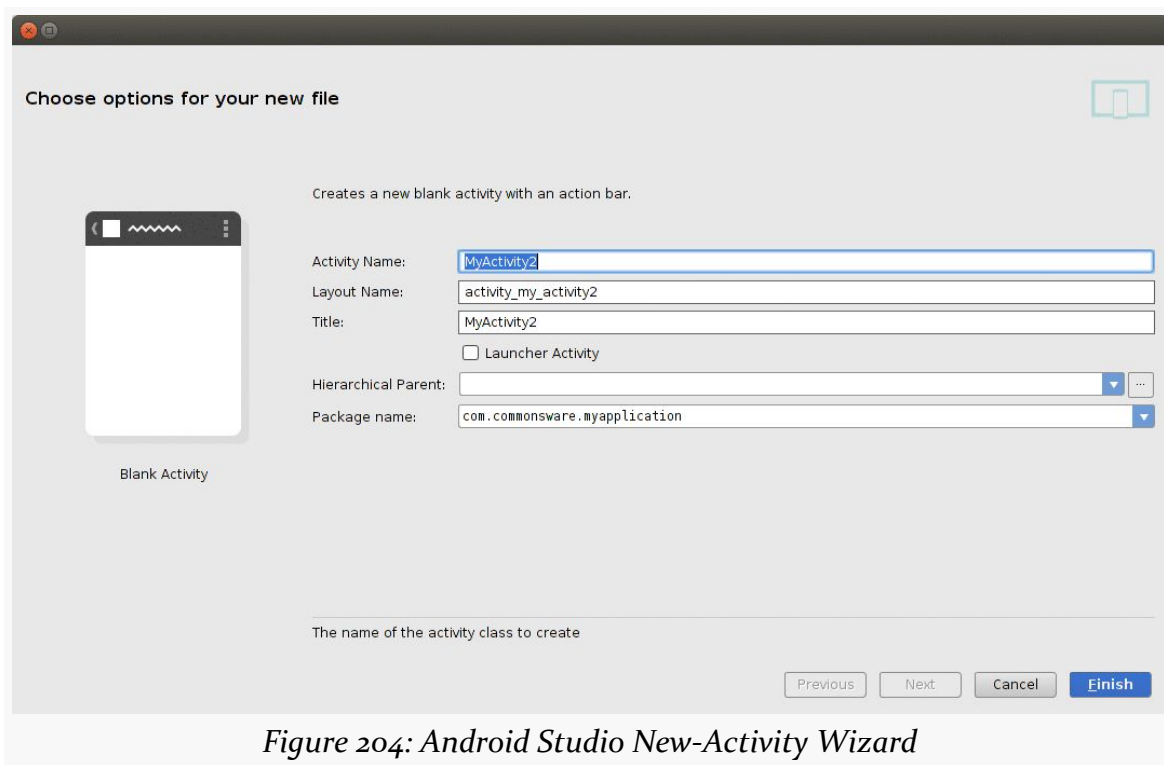 Choose options for your new file
Creates a new blank activity with an action bar.
Activity Name: MyActivity2
Layout Name: activity_my_activity2
Title: MyActivity2
Launcher Activity
Hierarchical Parent: ...
Package name: com.commonsware.myapplication
Blank Activity
The name of the activity class to create
Previous Next Cancel Finish
Figure 204: Android Studio New-Activity Wizard